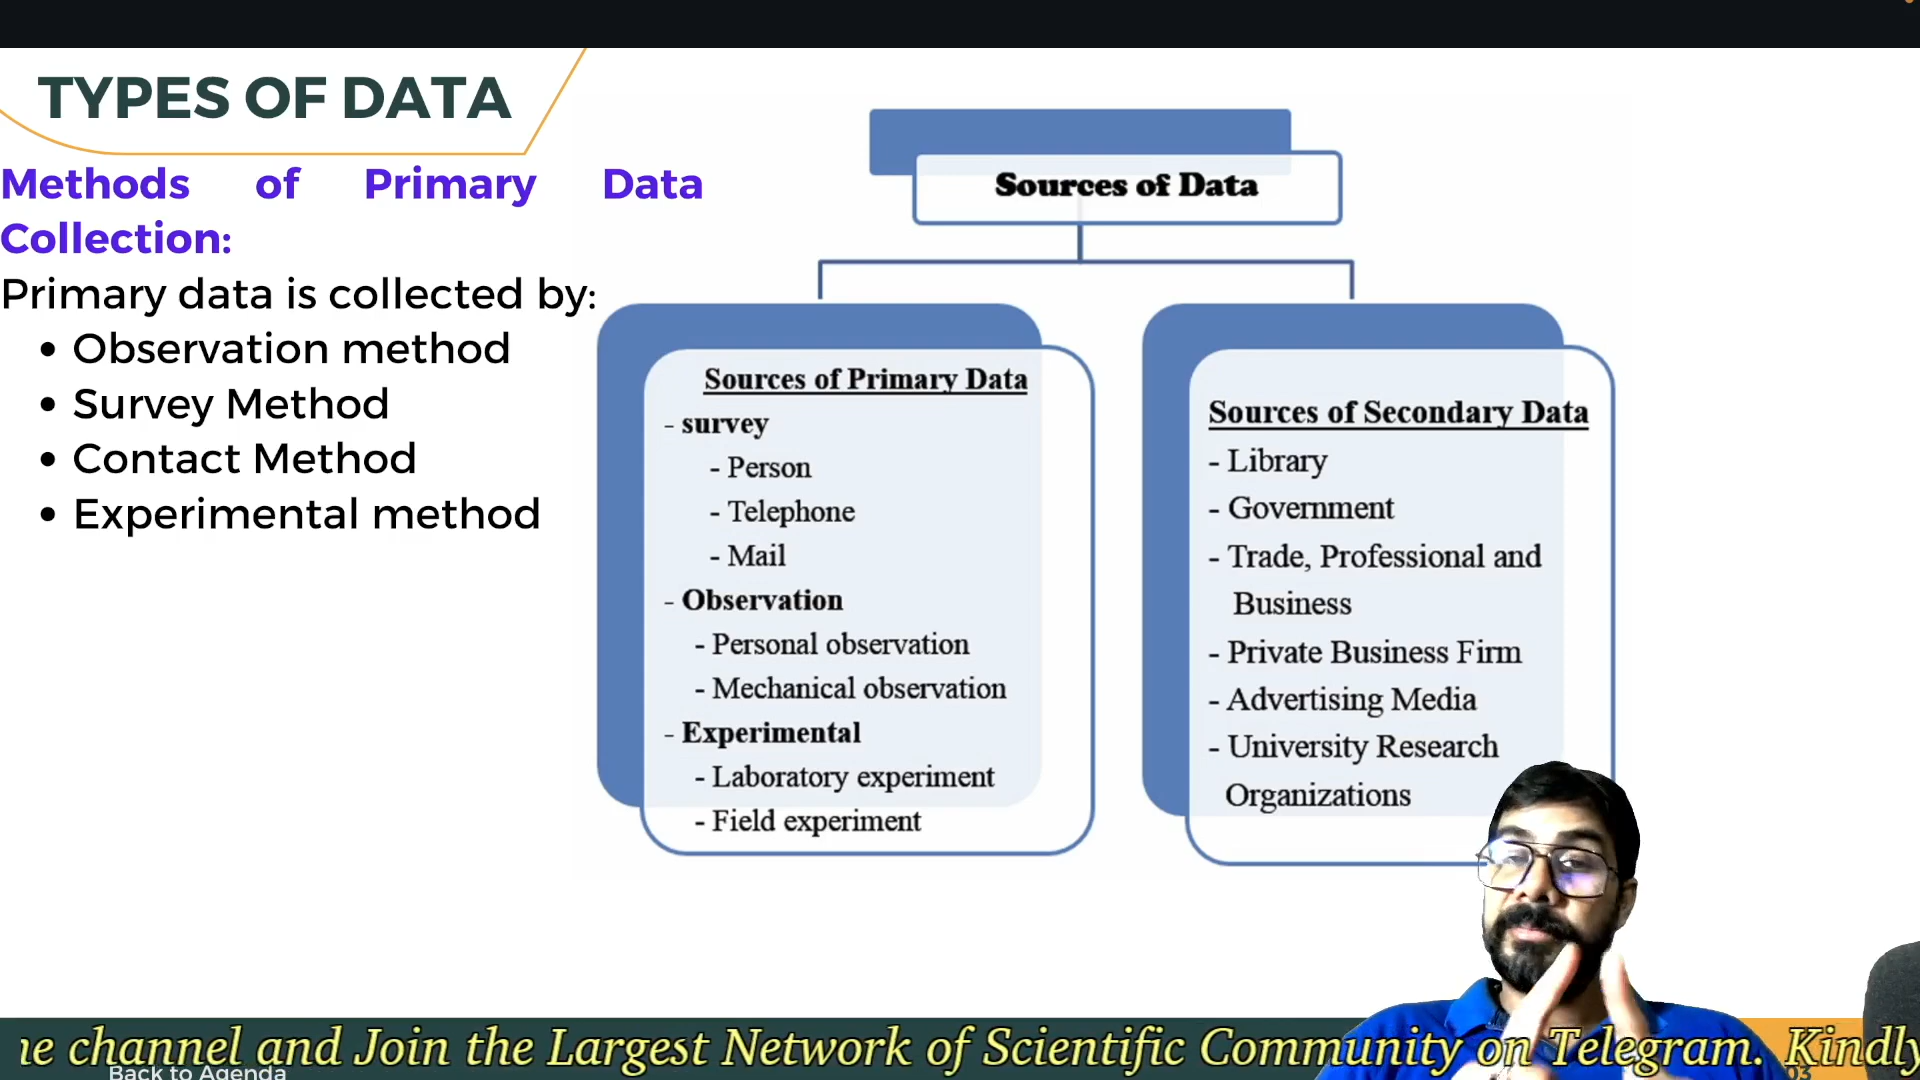 TYPES OF DATA
Methods of Primary Data
Collection:
Primary data is collected by:
• Observation method
• Survey Method
• Contact Method
• Experimental method
Sources of Data
Sources of Primary Data
- survey
- Person
- Telephone
- Mail
- Observation
- Personal observation
- Mechanical observation
- Experimental
- Laboratory experiment
- Field experiment
Sources of Secondary Data
- Library
- Government
- Trade, Professional and
Business
- Private Business Firm
- Advertising Media
- University Research
Organizations
channel and Join the Largest Network of Scientific Community on Telegram. Kindly
Back to Agenda
03